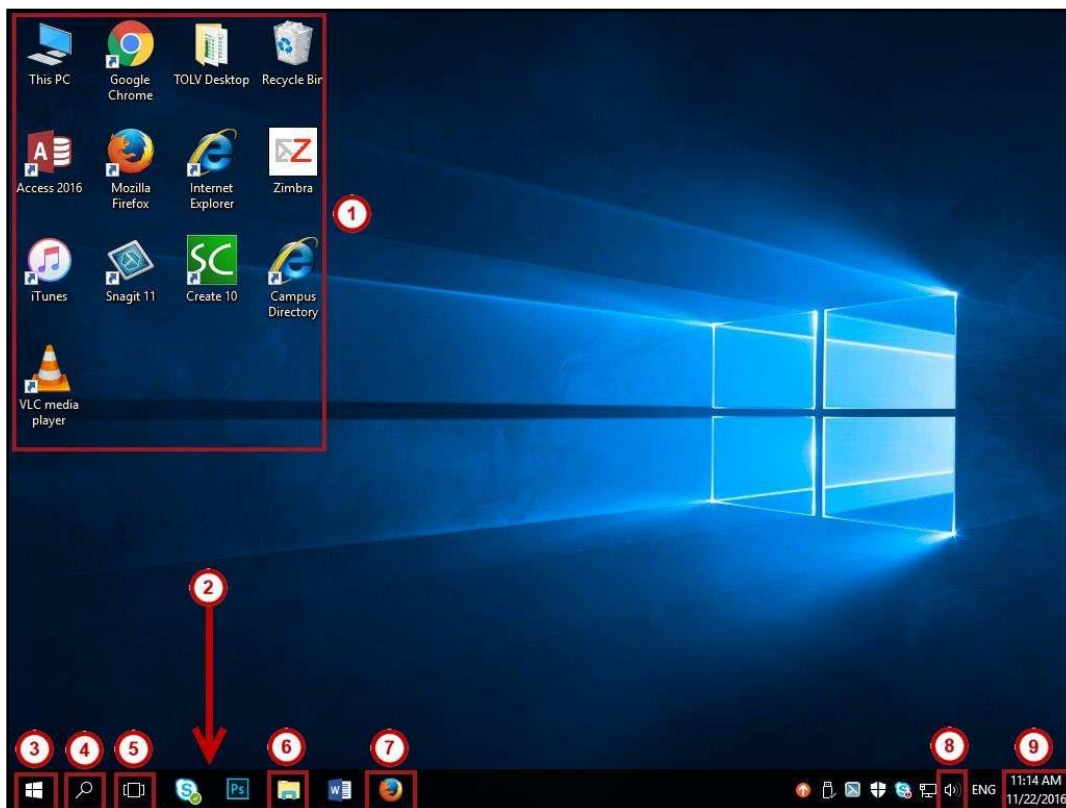 This PC
Google
Chrome
TOLV Desktop
Recycle Bin
Access 2016
Mozilla
Firefox
Internet
Explorer
Zimbra
iTunes
Snagit 11
Create 10
Campus
Directory
VLC media
player
A
Z
SC
1
2
3
4
5
6
7
8
9
S
Ps
W
ENG
11:14 AM
11/22/2016